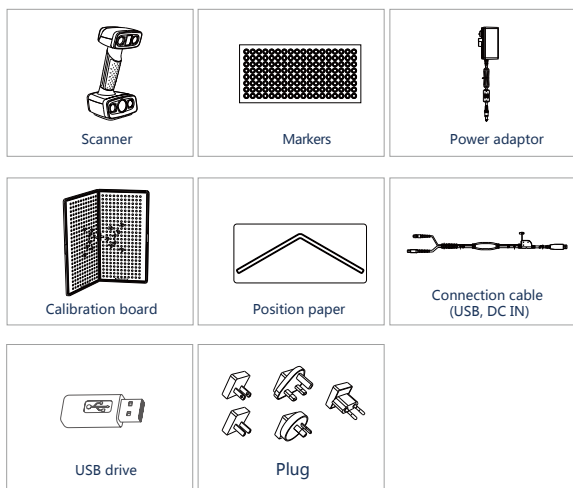 Scanner
Markers
Power adaptor
Calibration board
Position paper
Connection cable
(USB, DC IN)
USB drive
Plug